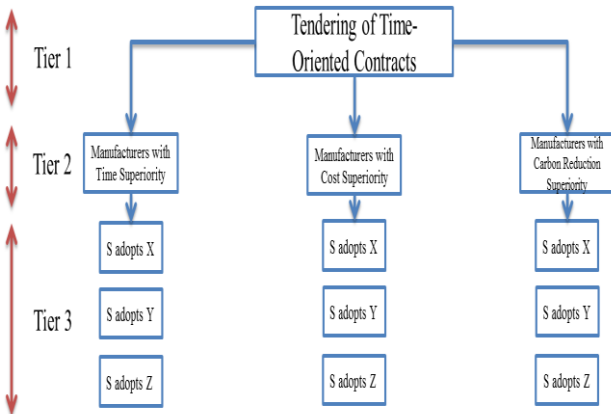 Tendering of Time-
Oriented Contracts
Tier 1
Tier 2
Manufacturers with
Time Superiority
Manufacturers with
Cost Superiority
Manufacturers with
Carbon Reduction
Superiority
Tier 3
S adopts X
S adopts X
S adopts X
S adopts Y
S adopts Y
S adopts Y
S adopts Z
S adopts Z
S adopts Z